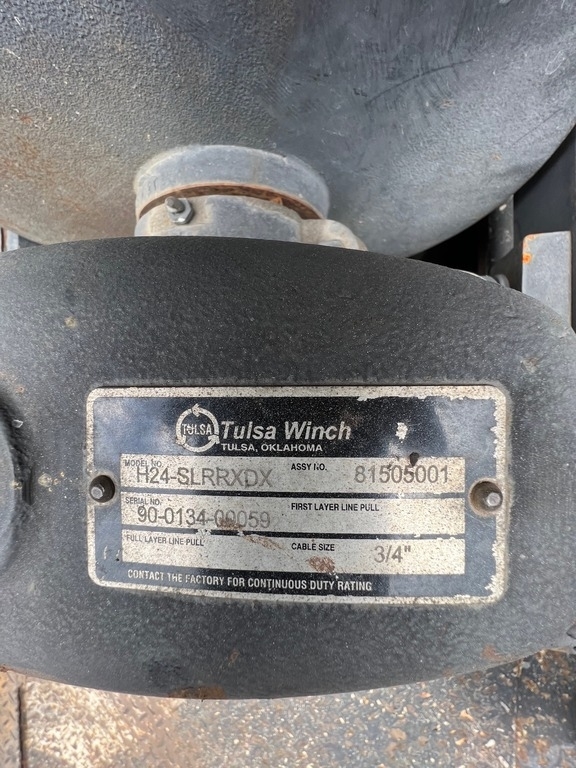 TULSA Tulsa Winch
TULSA, OKLAHOMA
MODEL NO. H24-SLRRXDX ASSY NO. 81505001
SERIAL NO. 90-0134-00059 FIRST LAYER LINE PULL
FULL LAYER LINE PULL CABLE SIZE 3/4"
CONTACT THE FACTORY FOR CONTINUOUS DUTY RATING